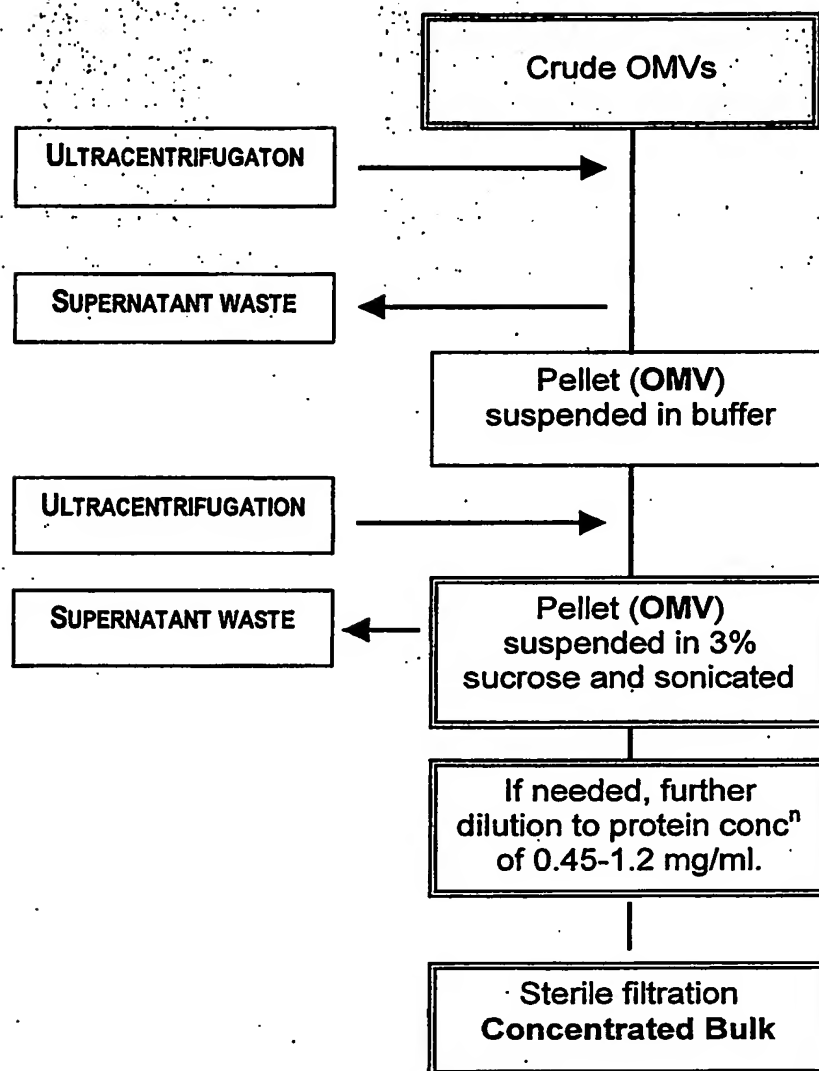 Crude OMVs
ULTRACENTRIFUGATON
SUPERNATANT WASTE
Pellet (OMV)
suspended in buffer
ULTRACENTRIFUGATION
SUPERNATANT WASTE
Pellet (OMV)
suspended in 3%
sucrose and sonicated
If needed, further
dilution to protein concⁿ
of 0.45-1.2 mg/ml.
Sterile filtration
Concentrated Bulk